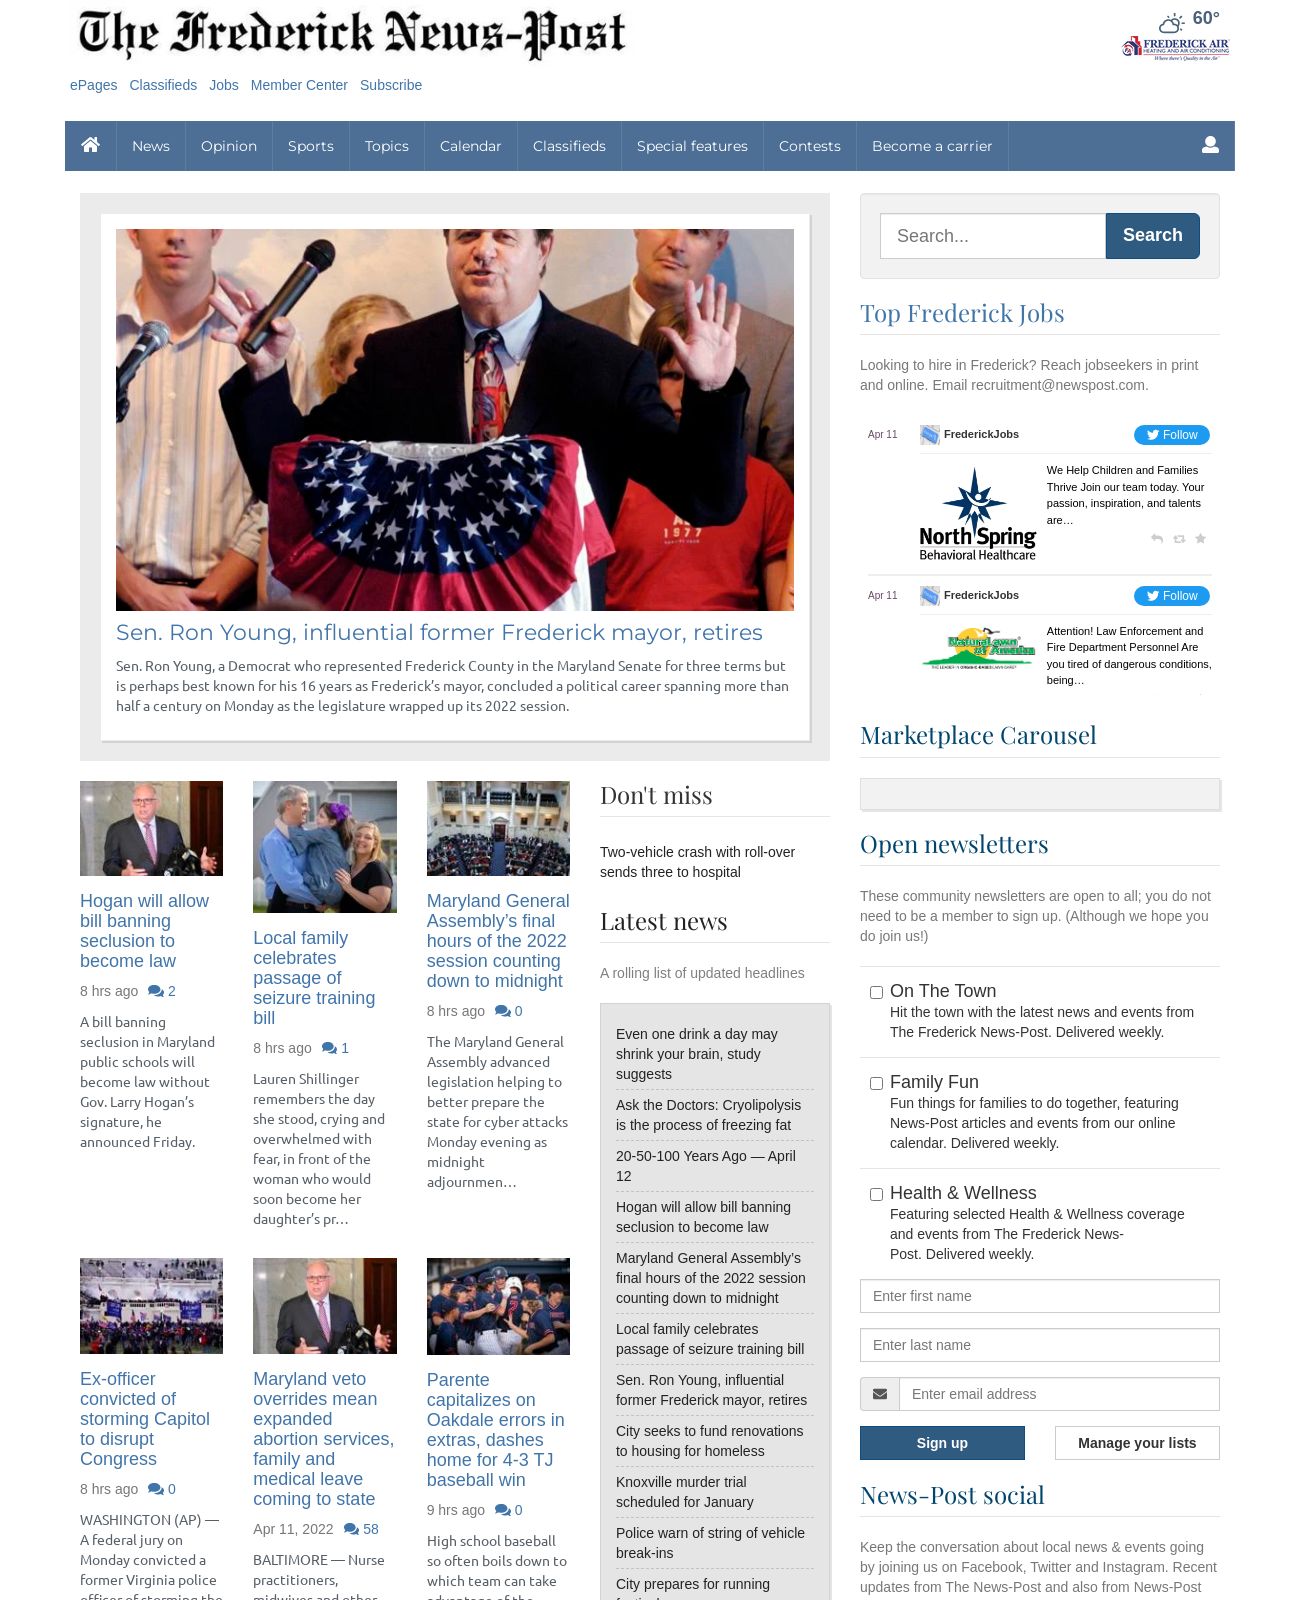 The Frederick News-Post
60°
FREDERICK AIR
HEATING AND AIR CONDITIONING
Where there's Quality in the Air
ePages Classifieds Jobs Member Center Subscribe
News Opinion Sports Topics Calendar Classifieds Special features Contests Become a carrier
1977
Sen. Ron Young, influential former Frederick mayor, retires
Sen. Ron Young, a Democrat who represented Frederick County in the Maryland Senate for three terms but
is perhaps best known for his 16 years as Frederick’s mayor, concluded a political career spanning more than
half a century on Monday as the legislature wrapped up its 2022 session.
Hogan will allow
bill banning
seclusion to
become law
8 hrs ago 2
A bill banning
seclusion in Maryland
public schools will
become law without
Gov. Larry Hogan’s
signature, he
announced Friday.
Local family
celebrates
passage of
seizure training
bill
8 hrs ago 1
Lauren Shillinger
remembers the day
she stood, crying and
overwhelmed with
fear, in front of the
woman who would
soon become her
daughter’s pr…
Maryland General
Assembly’s final
hours of the 2022
session counting
down to midnight
8 hrs ago 0
The Maryland General
Assembly advanced
legislation helping to
better prepare the
state for cyber attacks
Monday evening as
midnight
adjournmen…
Ex-officer
convicted of
storming Capitol
to disrupt
Congress
8 hrs ago 0
WASHINGTON (AP) —
A federal jury on
Monday convicted a
former Virginia police
officer of storming the
Maryland veto
overrides mean
expanded
abortion services,
family and
medical leave
coming to state
Apr 11, 2022 58
BALTIMORE — Nurse
practitioners,
midwives and other
Parente
capitalizes on
Oakdale errors in
extras, dashes
home for 4-3 TJ
baseball win
9 hrs ago 0
High school baseball
so often boils down to
which team can take
advantage of the
Don't miss
Two-vehicle crash with roll-over
sends three to hospital
Latest news
A rolling list of updated headlines
Even one drink a day may
shrink your brain, study
suggests
Ask the Doctors: Cryolipolysis
is the process of freezing fat
20-50-100 Years Ago — April
12
Hogan will allow bill banning
seclusion to become law
Maryland General Assembly’s
final hours of the 2022 session
counting down to midnight
Local family celebrates
passage of seizure training bill
Sen. Ron Young, influential
former Frederick mayor, retires
City seeks to fund renovations
to housing for homeless
Knoxville murder trial
scheduled for January
Police warn of string of vehicle
break-ins
City prepares for running
Search...
Search
Top Frederick Jobs
Looking to hire in Frederick? Reach jobseekers in print
and online. Email recruitment@newspost.com.
Apr 11 FrederickJobs Follow
North Spring
Behavioral Healthcare
We Help Children and Families
Thrive Join our team today. Your
passion, inspiration, and talents
are…
Apr 11 FrederickJobs Follow
NaturaLawn
of America
THE LEADER IN ORGANIC-BASED LAWN CARE
Attention! Law Enforcement and
Fire Department Personnel Are
you tired of dangerous conditions,
being…
Marketplace Carousel
Open newsletters
These community newsletters are open to all; you do not
need to be a member to sign up. (Although we hope you
do join us!)
On The Town
Hit the town with the latest news and events from
The Frederick News-Post. Delivered weekly.
Family Fun
Fun things for families to do together, featuring
News-Post articles and events from our online
calendar. Delivered weekly.
Health & Wellness
Featuring selected Health & Wellness coverage
and events from The Frederick News-
Post. Delivered weekly.
Enter first name
Enter last name
Enter email address
Sign up Manage your lists
News-Post social
Keep the conversation about local news & events going
by joining us on Facebook, Twitter and Instagram. Recent
updates from The News-Post and also from News-Post